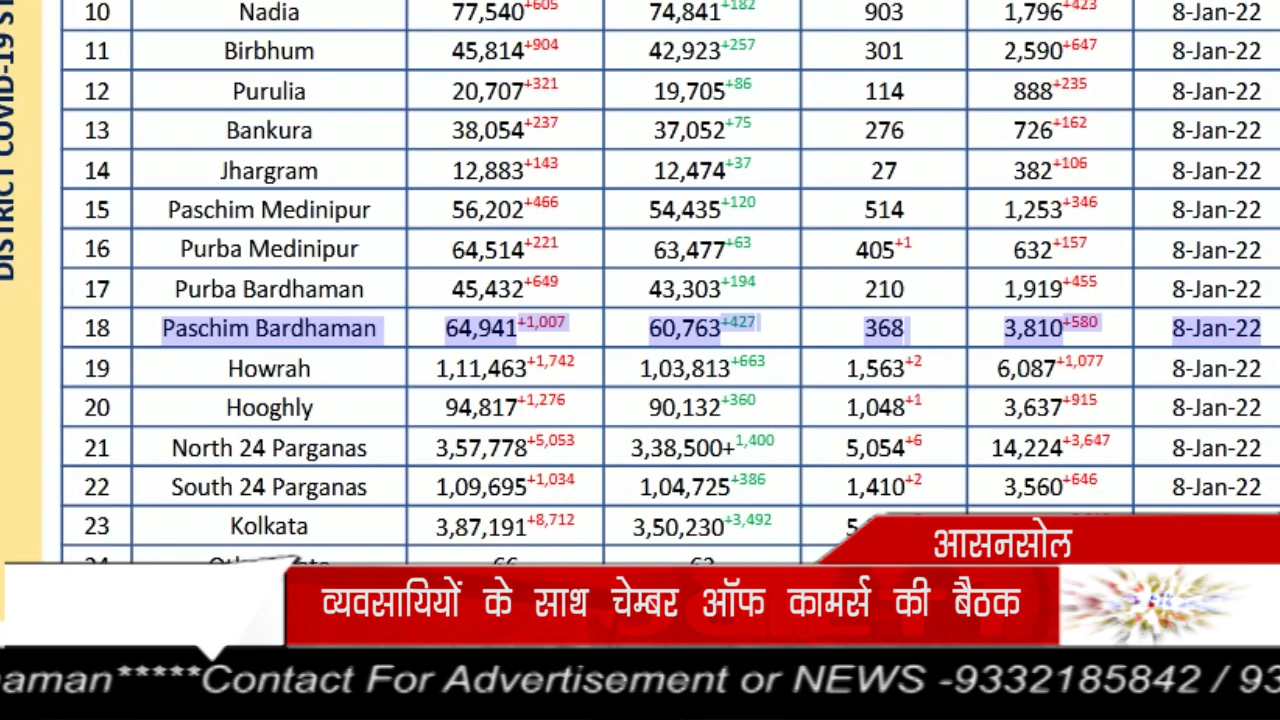 DISTRICT COVID-19
10 Nadia 77,540+605 74,841+182 903 1,796+423 8-Jan-22
11 Birbhum 45,814+904 42,923+257 301 2,590+647 8-Jan-22
12 Purulia 20,707+321 19,705+86 114 888+235 8-Jan-22
13 Bankura 38,054+237 37,052+75 276 726+162 8-Jan-22
14 Jhargram 12,883+143 12,474+37 27 382+106 8-Jan-22
15 Paschim Medinipur 56,202+466 54,435+120 514 1,253+346 8-Jan-22
16 Purba Medinipur 64,514+221 63,477+63 405+1 632+157 8-Jan-22
17 Purba Bardhaman 45,432+649 43,303+194 210 1,919+455 8-Jan-22
18 Paschim Bardhaman 64,941+1,007 60,763+427 368 3,810+580 8-Jan-22
19 Howrah 1,11,463+1,742 1,03,813+663 1,563+2 6,087+1,077 8-Jan-22
20 Hooghly 94,817+1,276 90,132+360 1,048+1 3,637+915 8-Jan-22
21 North 24 Parganas 3,57,778+5,053 3,38,500+1,400 5,054+6 14,224+3,647 8-Jan-22
22 South 24 Parganas 1,09,695+1,034 1,04,725+386 1,410+2 3,560+646 8-Jan-22
23 Kolkata 3,87,191+8,712 3,50,230+3,492
आसनसोल
व्यवसायियों के साथ चेम्बर ऑफ कामर्स की बैठक
aman*****Contact For Advertisement or NEWS -9332185842 / 93